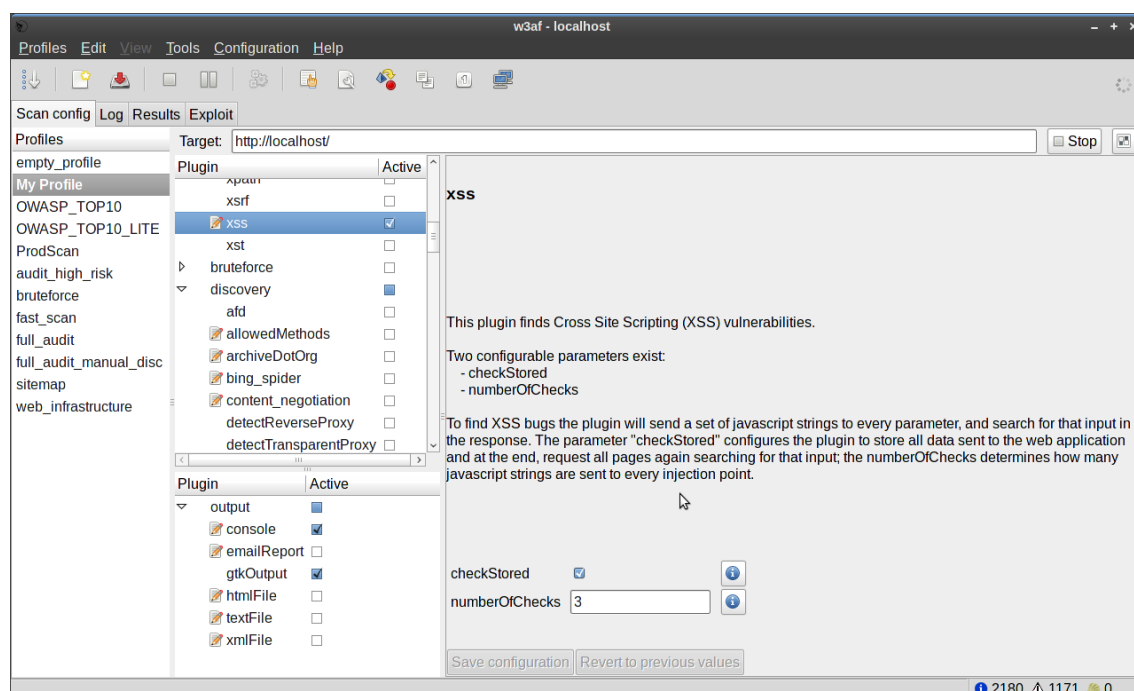 w3af - localhost
Profiles Edit View Tools Configuration Help
Scan config Log Results Exploit
Profiles
empty_profile
My Profile
OWASP_TOP10
OWASP_TOP10_LITE
ProdScan
audit_high_risk
bruteforce
fast_scan
full_audit
full_audit_manual_disc
sitemap
web_infrastructure
Target: http://localhost/ Stop
Plugin Active
xpath
xsrf
xss
xst
bruteforce
discovery
afd
allowedMethods
archiveDotOrg
bing_spider
content_negotiation
detectReverseProxy
detectTransparentProxy
Plugin Active
output
console
emailReport
gtkOutput
htmlFile
textFile
xmlFile
xss
This plugin finds Cross Site Scripting (XSS) vulnerabilities.
Two configurable parameters exist:
- checkStored
- numberOfChecks
To find XSS bugs the plugin will send a set of javascript strings to every parameter, and search for that input in
the response. The parameter "checkStored" configures the plugin to store all data sent to the web application
and at the end, request all pages again searching for that input; the numberOfChecks determines how many
javascript strings are sent to every injection point.
checkStored
numberOfChecks 3
Save configuration Revert to previous values
2180 1171 0